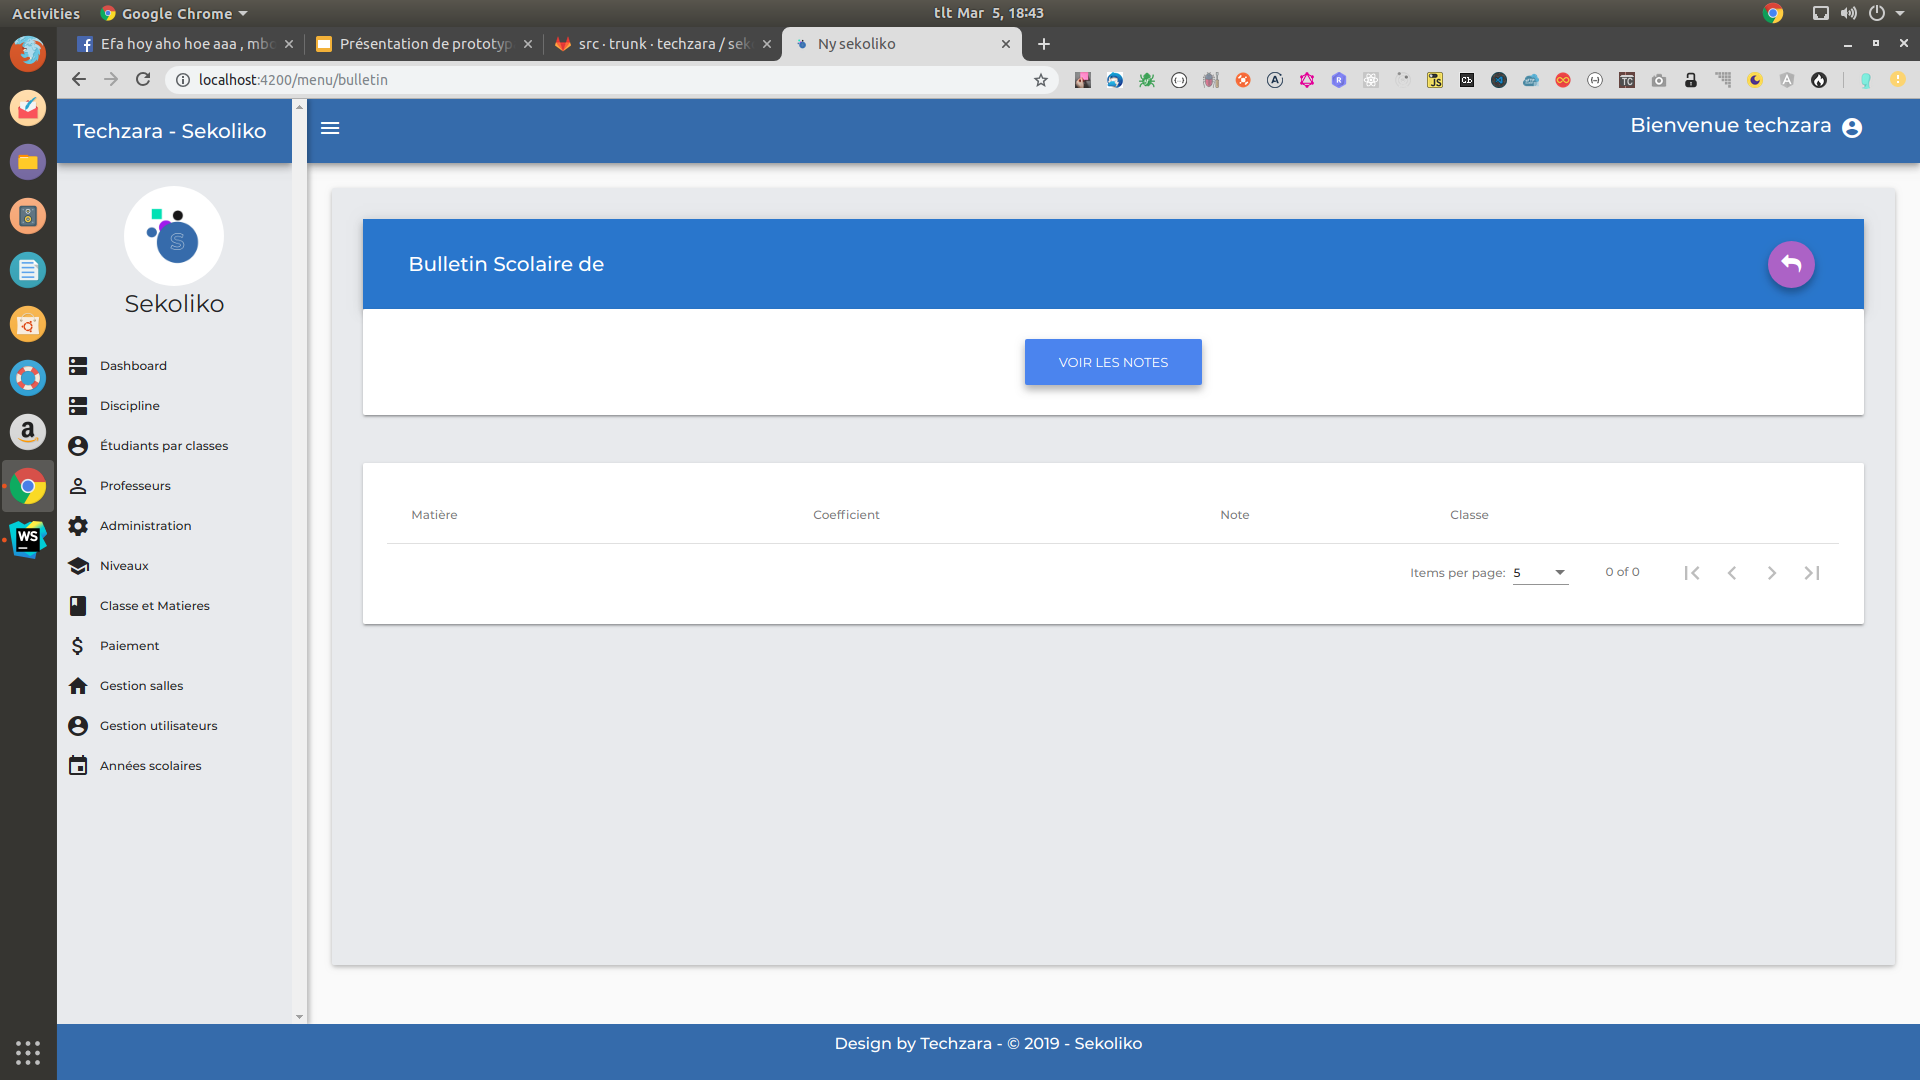 Activities
Google Chrome
tlt Mar 5, 18:43
Efa hoy aho hoe aaa , mbo
Présentation de prototyp
src · trunk · techzara / sek
Ny sekoliko
localhost:4200/menu/bulletin
Techzara - Sekoliko
Bienvenue techzara
S
Sekoliko
Dashboard
Discipline
Étudiants par classes
Professeurs
Administration
Niveaux
Classe et Matieres
Paiement
Gestion salles
Gestion utilisateurs
Années scolaires
Bulletin Scolaire de
VOIR LES NOTES
Matière
Coefficient
Note
Classe
Items per page: 5
0 of 0
WS
Design by Techzara - © 2019 - Sekoliko